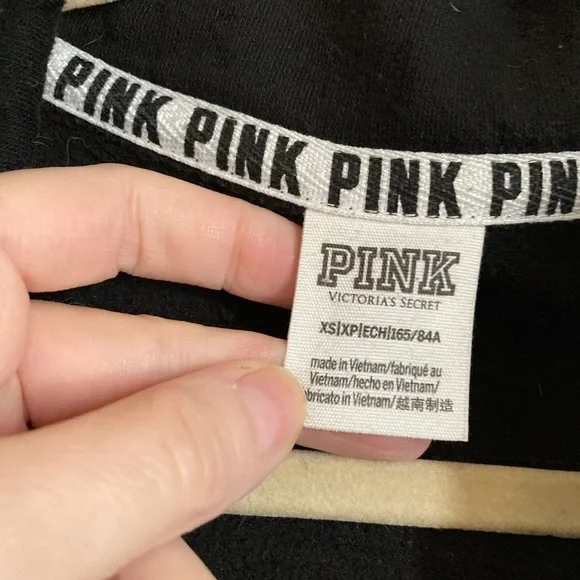 PINK PINK PINK PIN
PINK
VICTORIA'S SECRET
XS|XP|ECH|165/84A
made in Vietnam/fabriqué au
Vietnam/hecho en Vietnam/
bricato in Vietnam/越南制造